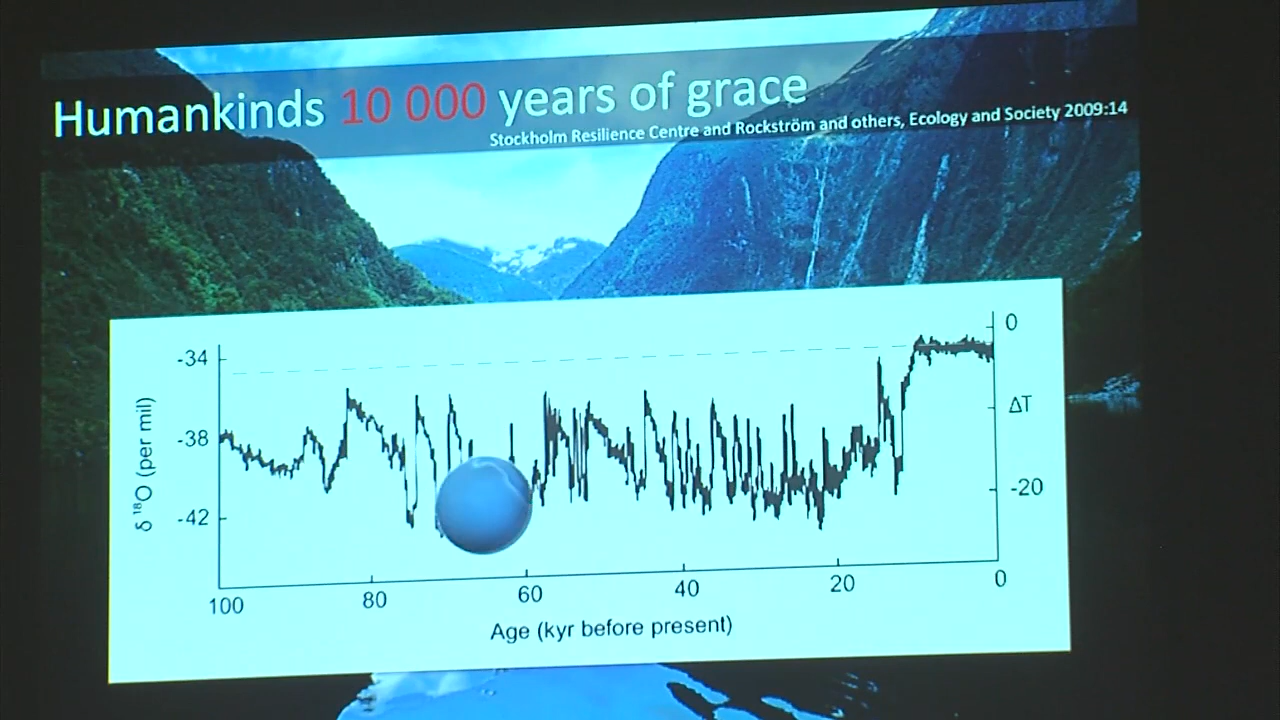 Humankinds 10 000 years of grace
Stockholm Resilience Centre and Rockström and others, Ecology and Society 2009:14
0
-34
ΔT
-38
δ ¹⁸O (per mil)
-20
-42
100 80 60 40 20 0
Age (kyr before present)